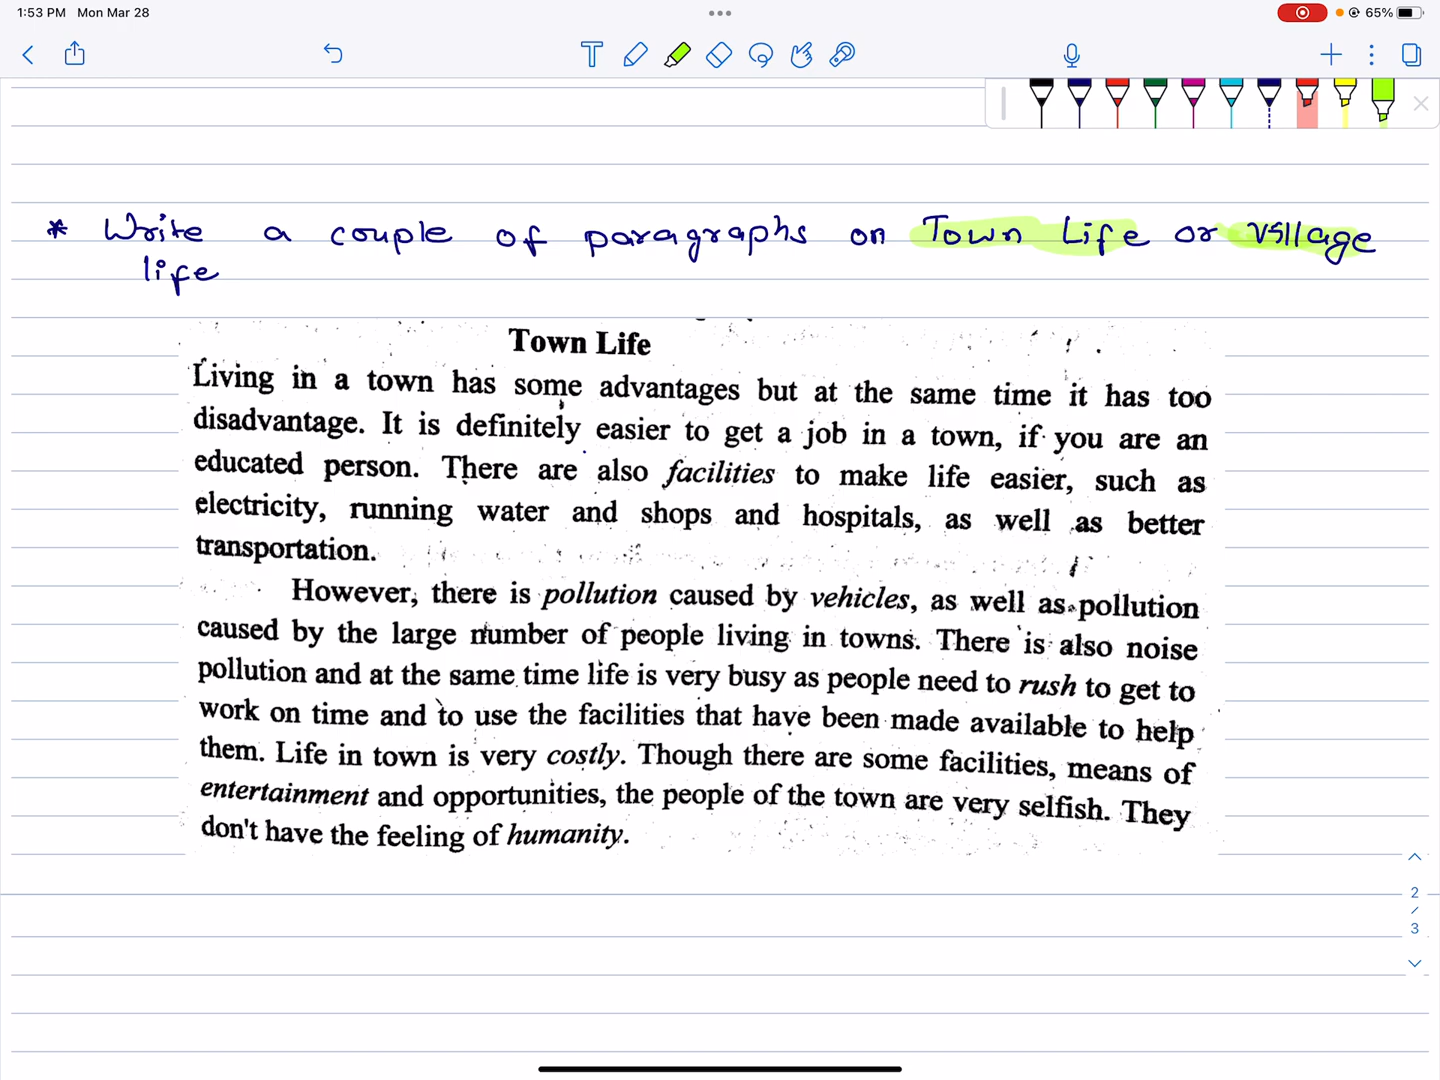 1:53 PM Mon Mar 28
65%
* Write a couple of paragraphs on Town Life or village
life
Town Life
Living in a town has some advantages but at the same time it has too
disadvantage. It is definitely easier to get a job in a town, if you are an
educated person. There are also facilities to make life easier, such as
electricity, running water and shops and hospitals, as well as better
transportation.
However, there is pollution caused by vehicles, as well as pollution
caused by the large number of people living in towns. There is also noise
pollution and at the same time life is very busy as people need to rush to get to
work on time and to use the facilities that have been made available to help
them. Life in town is very costly. Though there are some facilities, means of
entertainment and opportunities, the people of the town are very selfish. They
don't have the feeling of humanity.
2
/
3